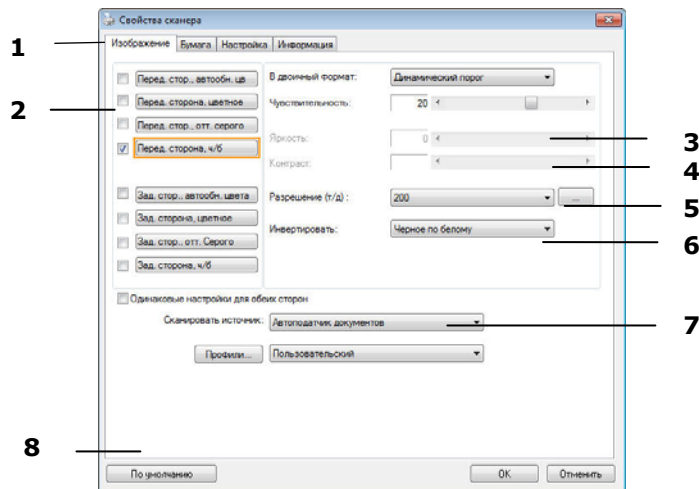 Свойства сканера
1
Изображение Бумага Настройка Информация
2
Перед. стор., автообн. цв
Перед. сторона, цветное
Перед. стор., отт. серого
Перед. сторона, ч/б
Зад. стор., автообн. цвета
Зад. сторона, цветное
Зад. стор., отт. Серого
Зад. сторона, ч/б
В двоичный формат: Динамический порог
Чувствительность: 20
Яркость: 0
3
Контраст:
4
Разрешение (т/д) : 200 ...
5
Инвертировать: Черное по белому
6
Одинаковые настройки для обеих сторон
Сканировать источник: Автоподатчик документов
7
Профили... Пользовательский
8
По умолчанию OK Отменить